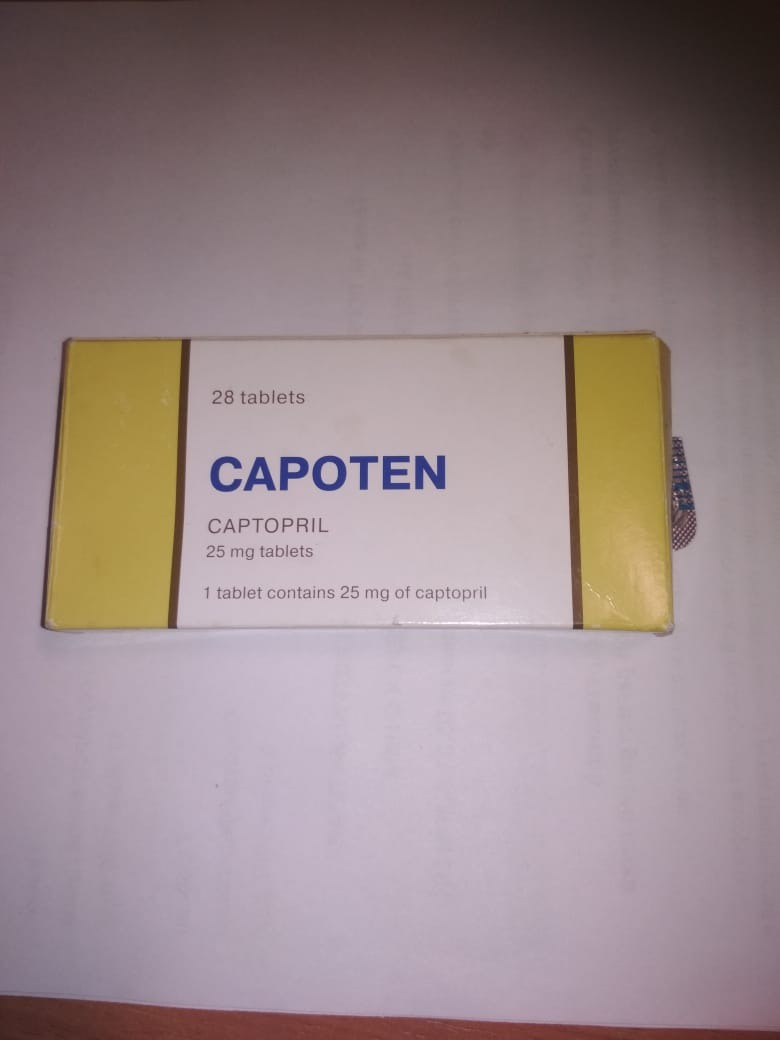 28 tablets
CAPOTEN
CAPTOPRIL
25 mg tablets
1 tablet contains 25 mg of captopril